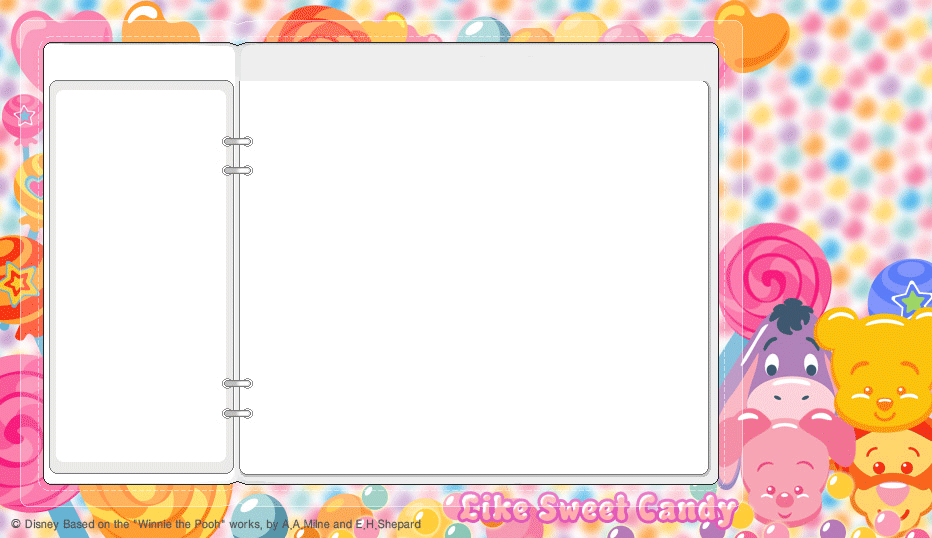 Like Sweet Candy
© Disney Based on the "Winnie the Pooh" works, by A,A,Milne and E,H,Shepard